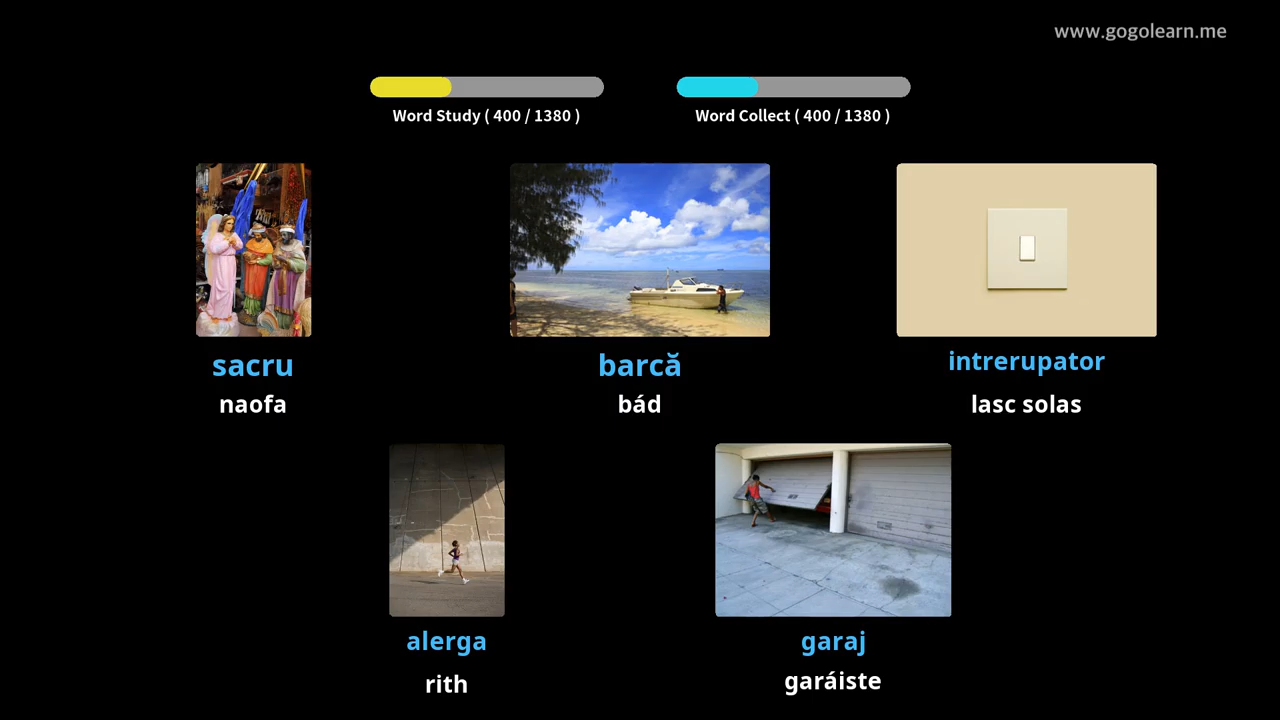 www.gogolearn.me
Word Study ( 400 / 1380 )
Word Collect ( 400 / 1380 )
sacru
naofa
barcă
bád
intrerupator
lasc solas
alerga
rith
garaj
garáiste